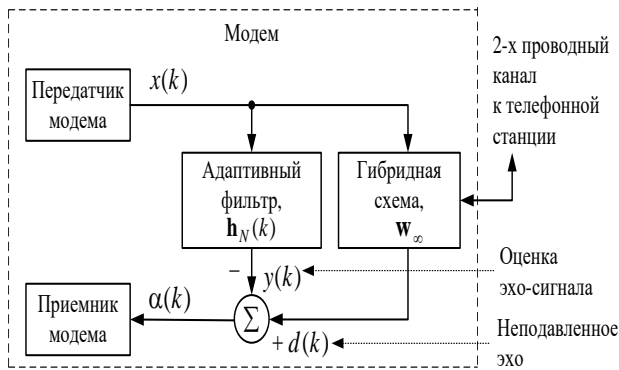 Модем
2-х проводный
канал
к телефонной
станции
Передатчик
модема
x(k)
Адаптивный
фильтр,
h_N(k)
Гибридная
схема,
w_∞
− y(k)
Оценка
эхо-сигнала
Приемник
модема
α(k)
Σ
+ d(k)
Неподавленное
эхо